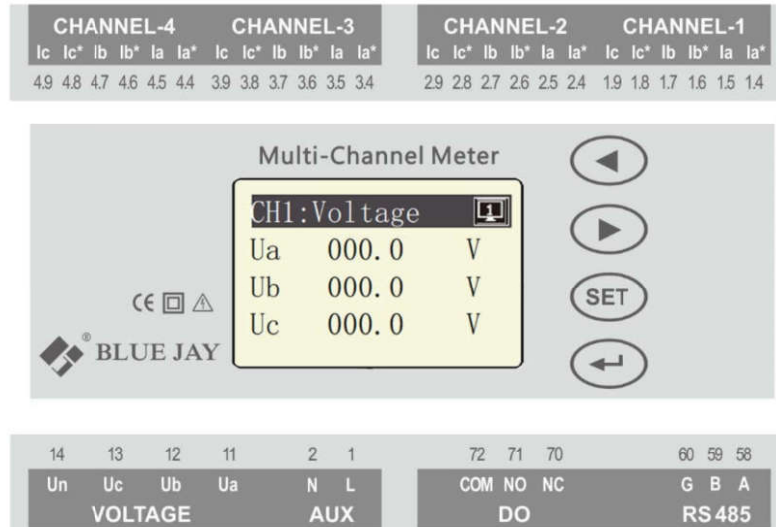 CHANNEL-4 CHANNEL-3 CHANNEL-2 CHANNEL-1
Ic Ic* Ib Ib* Ia Ia* Ic Ic* Ib Ib* Ia Ia* Ic Ic* Ib Ib* Ia Ia* Ic Ic* Ib Ib* Ia Ia*
4.9 4.8 4.7 4.6 4.5 4.4 3.9 3.8 3.7 3.6 3.5 3.4 2.9 2.8 2.7 2.6 2.5 2.4 1.9 1.8 1.7 1.6 1.5 1.4
Multi-Channel Meter
CH1:Voltage 1
Ua 000.0 V
Ub 000.0 V
Uc 000.0 V
CE
® BLUE JAY
SET
14 13 12 11 2 1 72 71 70 60 59 58
Un Uc Ub Ua N L COM NO NC G B A
VOLTAGE AUX DO RS485